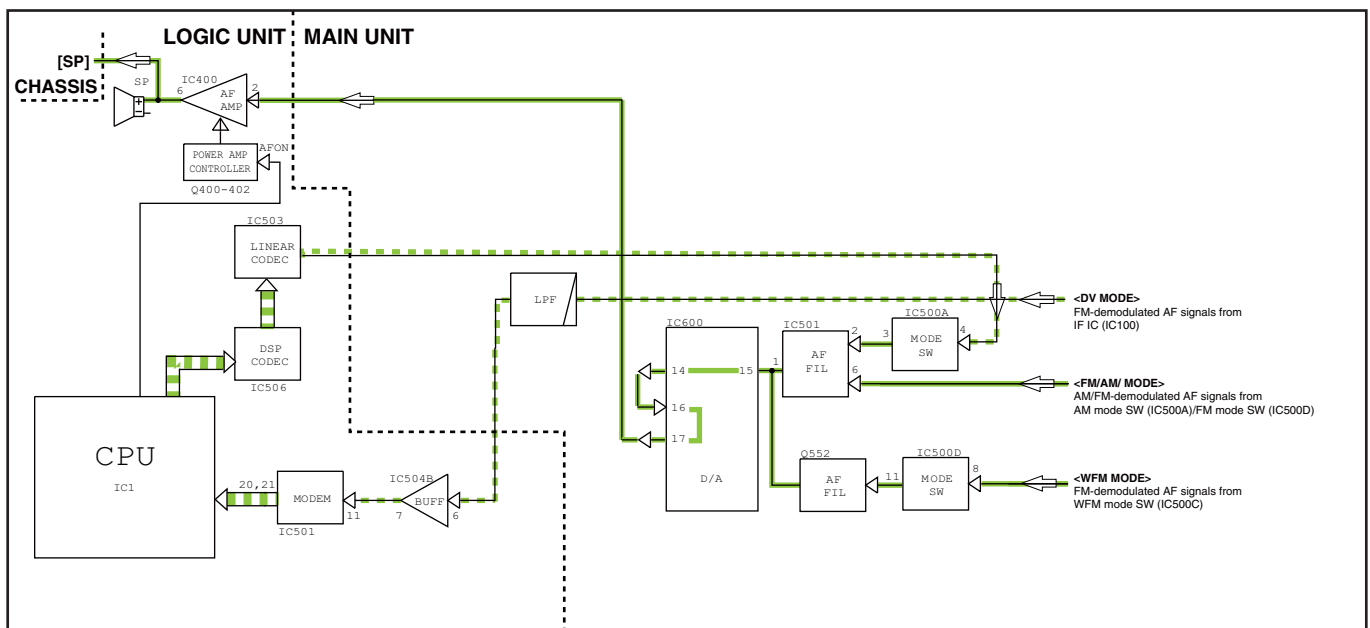 LOGIC UNIT
MAIN UNIT
[SP]
CHASSIS
SP
IC400
6
AF
AMP
2
POWER AMP
CONTROLLER
AFON
Q400-402
IC503
LINEAR
CODEC
LPF
<DV MODE>
FM-demodulated AF signals from
IF IC (IC100)
IC600
IC501
IC500A
2
3
MODE
SW
4
DSP
CODEC
IC506
14
15
1
AF
FIL
6
<FM/AM/ MODE>
AM/FM-demodulated AF signals from
AM mode SW (IC500A)/FM mode SW (IC500D)
16
17
D/A
CPU
IC1
20,21
MODEM
IC501
11
IC504B
BUFF
7
6
Q552
AF
FIL
11
IC500D
MODE
SW
8
<WFM MODE>
FM-demodulated AF signals from
WFM mode SW (IC500C)